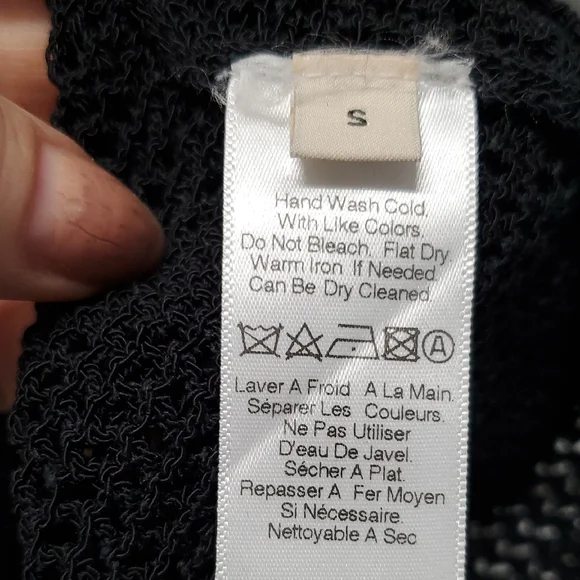 S
Hand Wash Cold.
With Like Colors.
Do Not Bleach. Flat Dry.
Warm Iron If Needed
Can Be Dry Cleaned.
A
Laver A Froid A La Main.
Séparer Les Couleurs.
Ne Pas Utiliser
D'eau De Javel.
Sécher A Plat.
Repasser A Fer Moyen
Si Nécessaire.
Nettoyable A Sec